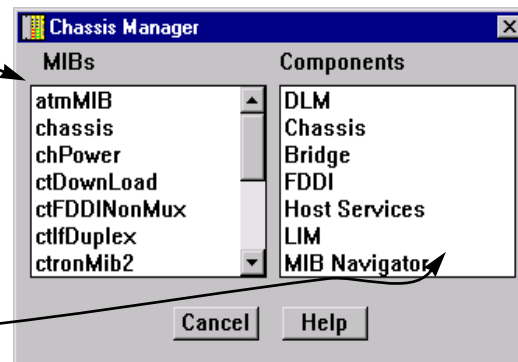 Chassis Manager
MIBs
Components
atmMIB
chassis
chPower
ctDownLoad
ctFDDINonMux
ctIfDuplex
ctronMib2
DLM
Chassis
Bridge
FDDI
Host Services
LIM
MIB Navigator
Cancel
Help